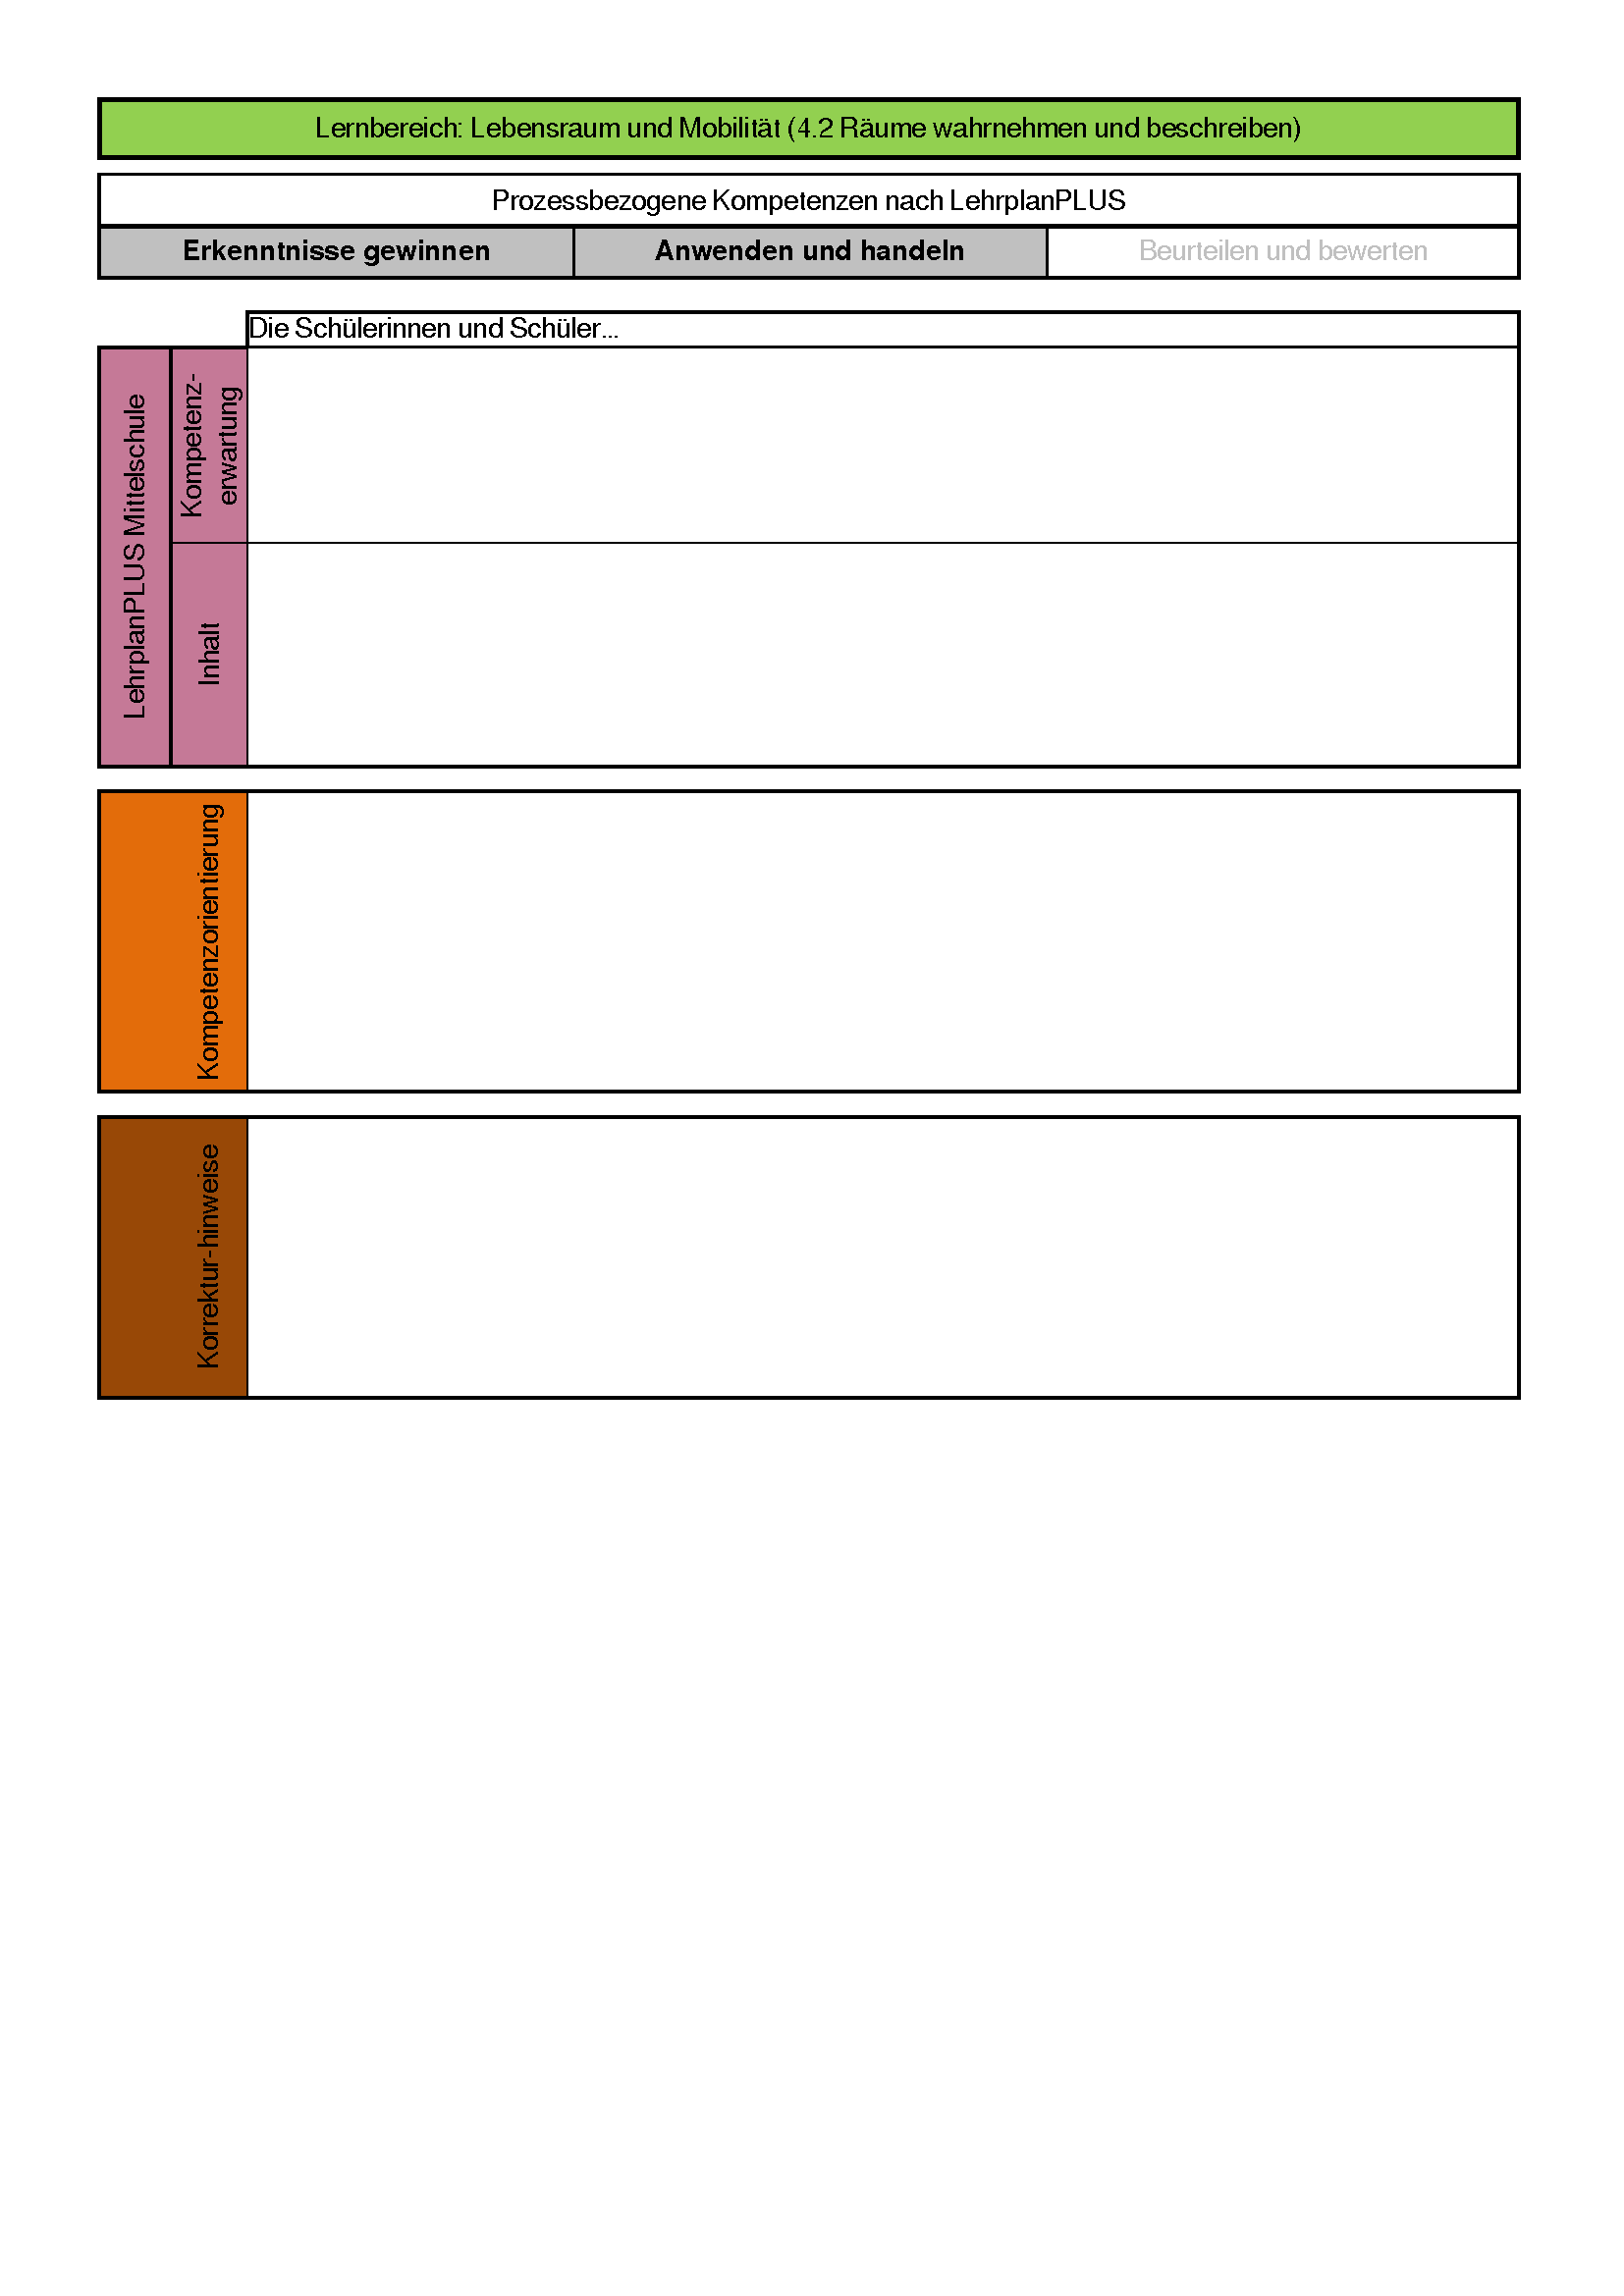 Lernbereich: Lebensraum und Mobilität (4.2 Räume wahrnehmen und beschreiben)
Prozessbezogene Kompetenzen nach LehrplanPLUS
Erkenntnisse gewinnen
Anwenden und handeln
Beurteilen und bewerten
Die Schülerinnen und Schüler...
LehrplanPLUS Mittelschule
Kompetenz-
erwartung
Inhalt
Kompetenzorientierung
Korrektur-hinweise